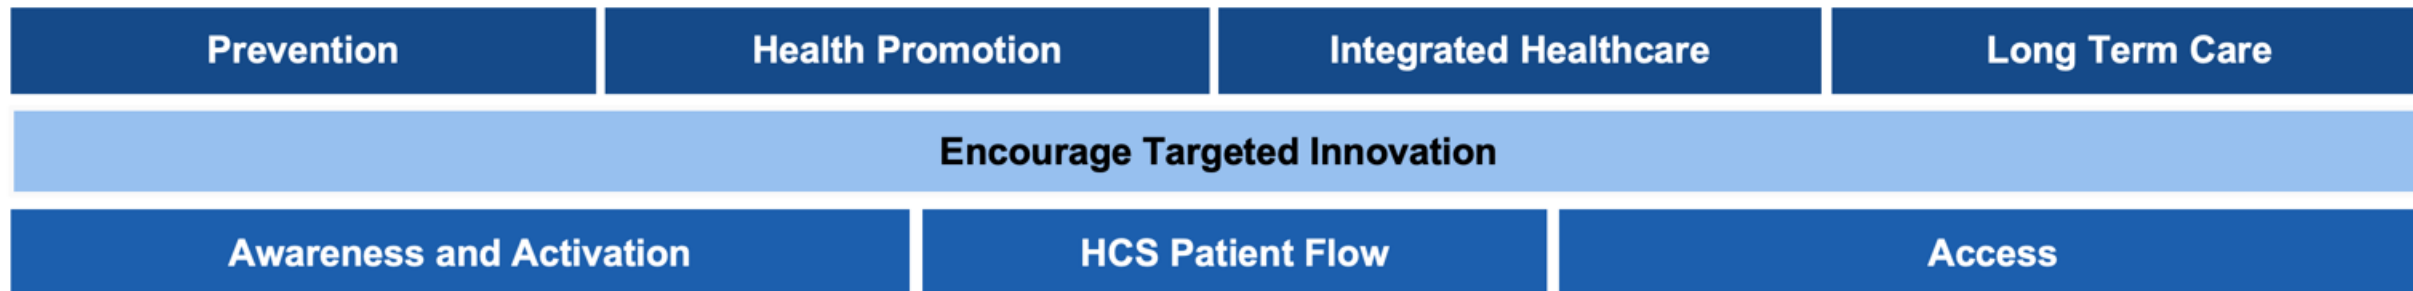 Prevention Health Promotion Integrated Healthcare Long Term Care
Encourage Targeted Innovation
Awareness and Activation HCS Patient Flow Access